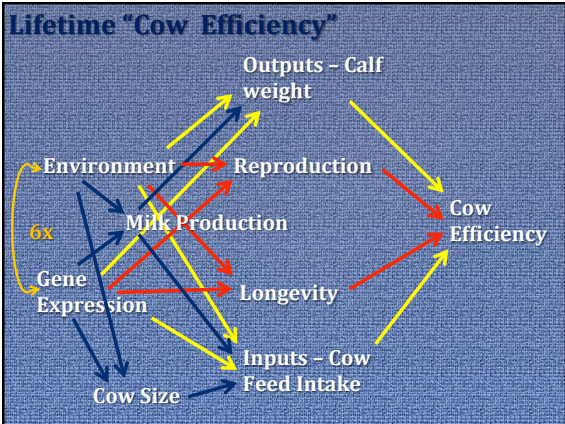 Lifetime “Cow Efficiency”
Outputs – Calf
weight
Environment
Reproduction
Milk Production
Cow
Efficiency
6x
Gene
Expression
Longevity
Inputs – Cow
Feed Intake
Cow Size